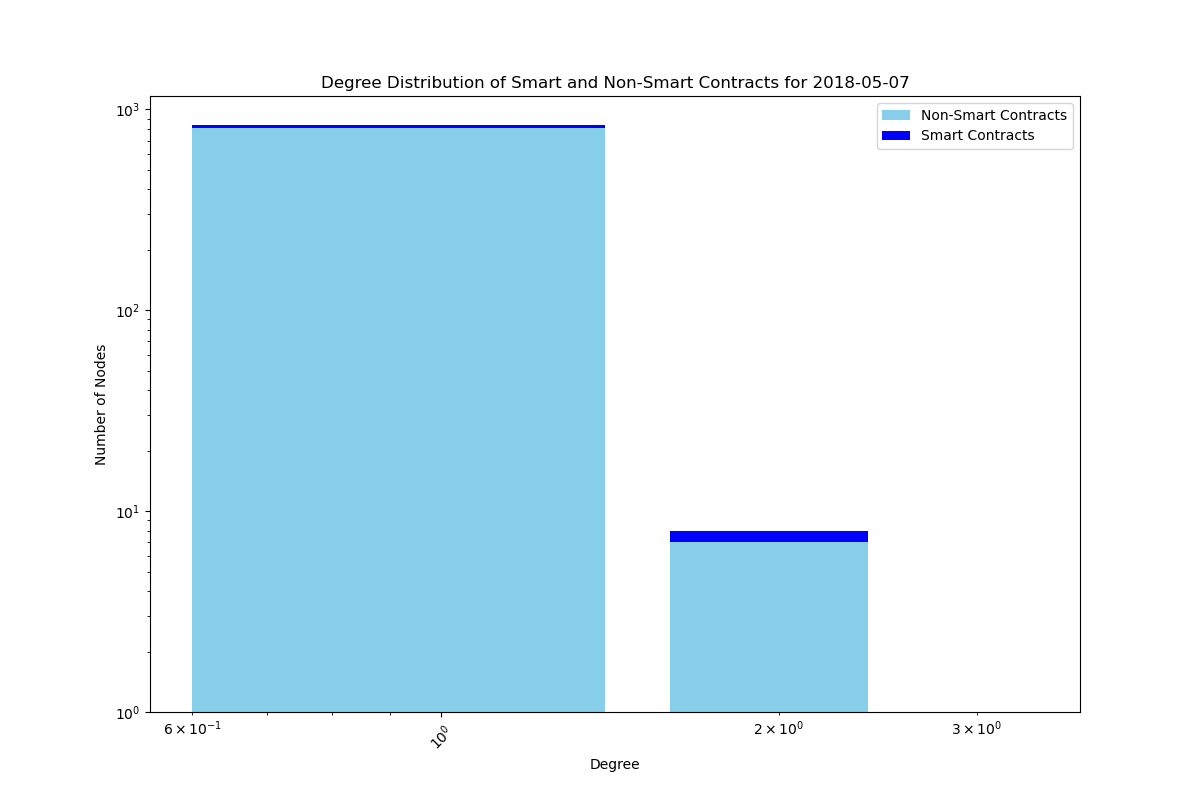 Degree Distribution of Smart and Non-Smart Contracts for 2018-05-07
Non-Smart Contracts
Smart Contracts
10³
10²
10¹
10⁰
Number of Nodes
6 × 10⁻¹
10⁰
2 × 10⁰
3 × 10⁰
Degree